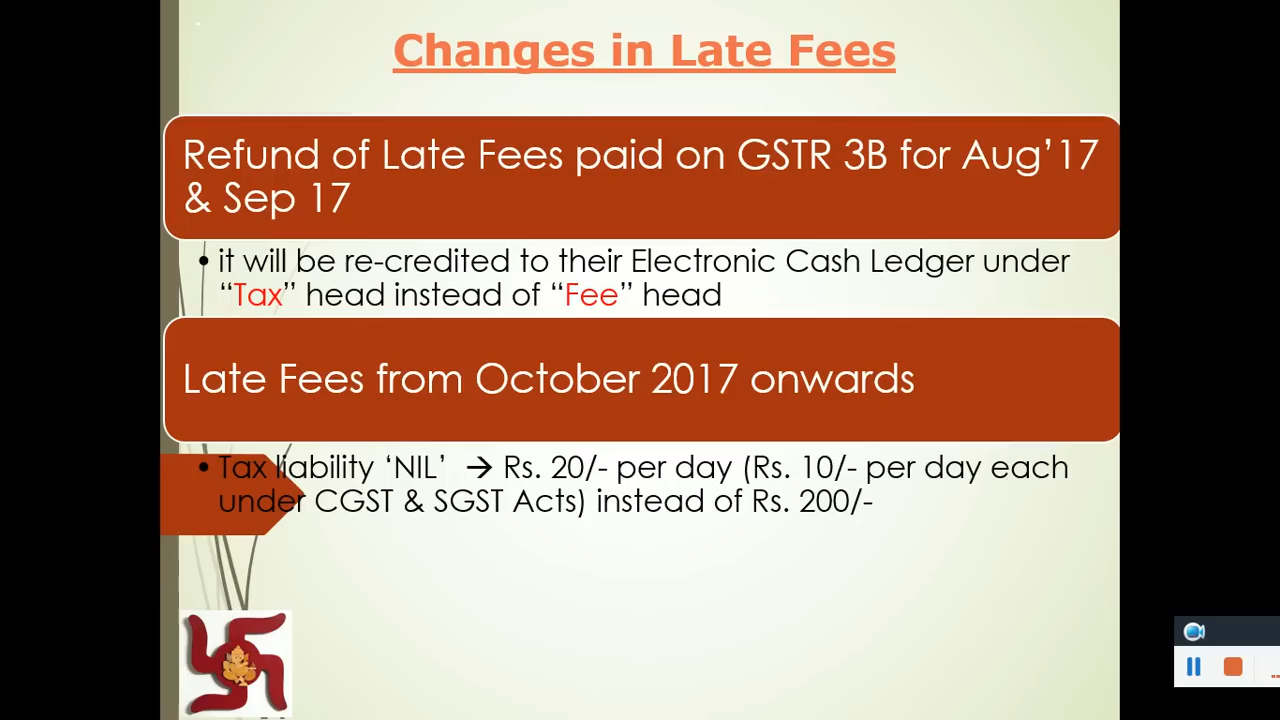 Changes in Late Fees
Refund of Late Fees paid on GSTR 3B for Aug’17
& Sep 17
• it will be re-credited to their Electronic Cash Ledger under
“Tax” head instead of “Fee” head
Late Fees from October 2017 onwards
• Tax liability ‘NIL’ → Rs. 20/- per day (Rs. 10/- per day each
under CGST & SGST Acts) instead of Rs. 200/-